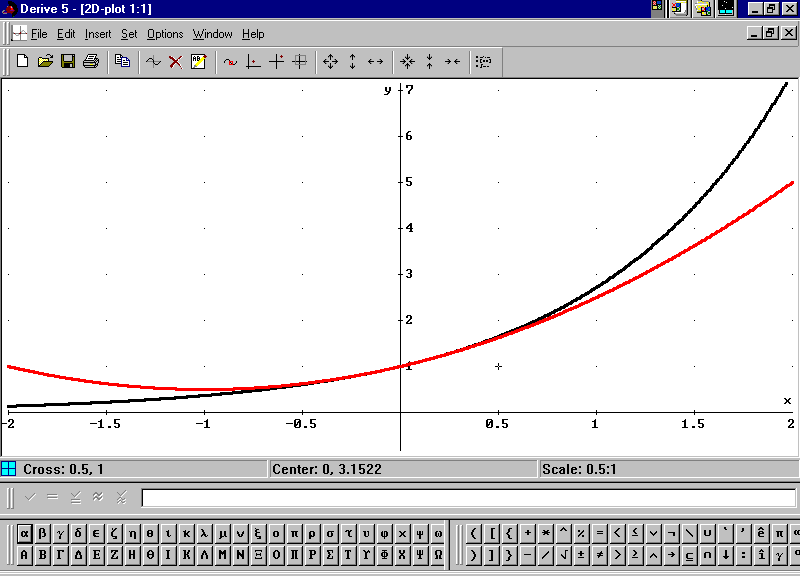 Derive 5 - [2D-plot 1:1]
File Edit Insert Set Options Window Help
y 7
6
5
4
3
2
1
x
-2 -1.5 -1 -0.5 0.5 1 1.5 2
Cross: 0.5, 1 Center: 0, 3.1522 Scale: 0.5:1
α β γ δ ε ζ η θ ι κ λ μ ν ξ ο π ρ σ τ υ φ χ ψ ω ( [ { + * ^ % = < ≤ ∨ ¬ \ ∪ ` ' ê π «
Α Β Γ Δ Ε Ζ Η Θ Ι Κ Λ Μ Ν Ξ Ο Π Ρ Σ Τ Υ Φ Χ Ψ Ω ) ] } - / √ ± ≠ > ≥ ∧ → ⊆ ∩ ↓ : î γ